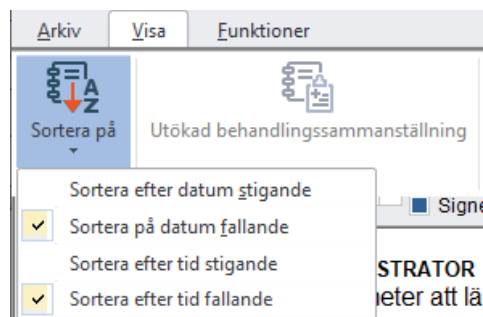 Arkiv Visa Funktioner
A
Z
Sortera på Utökad behandlingssammanställning
Sortera efter datum stigande
Signe
Sortera på datum fallande
Sortera efter tid stigande
STRATOR
Sortera efter tid fallande
heter att lä